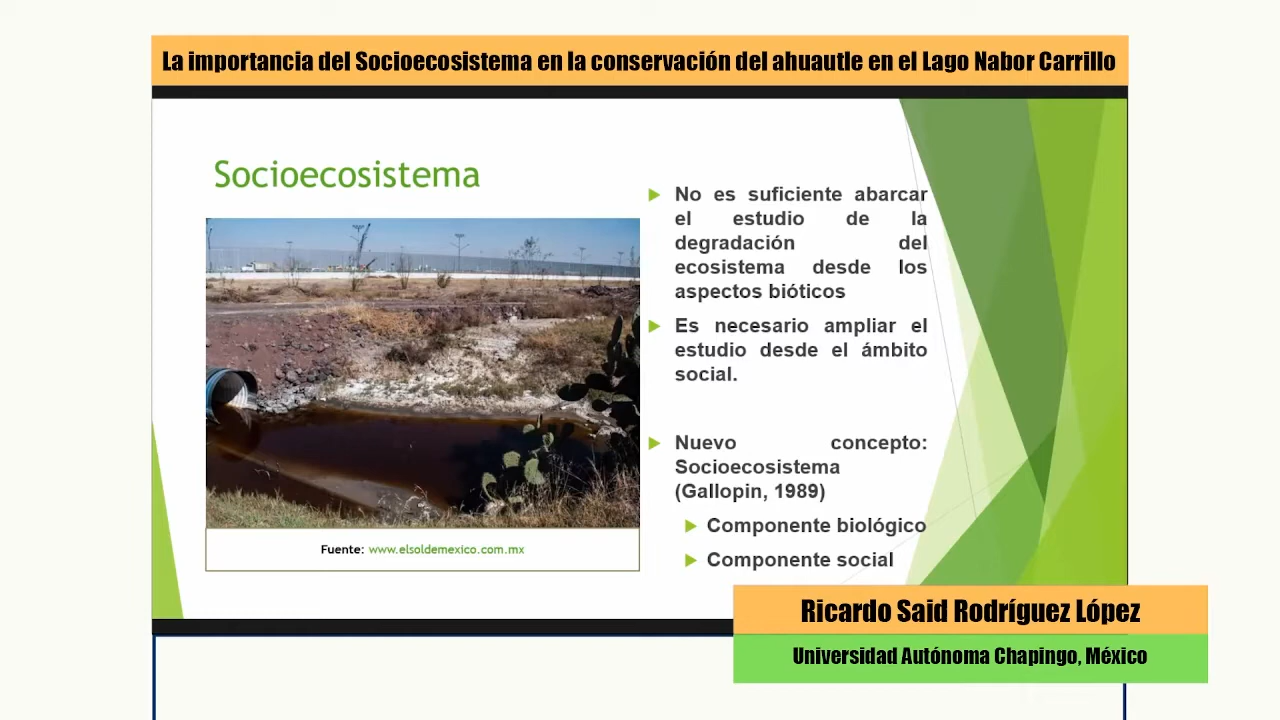 La importancia del Socioecosistema en la conservación del ahuautle en el Lago Nabor Carrillo
Socioecosistema
No es suficiente abarcar
el estudio de la
degradación del
ecosistema desde los
aspectos bióticos
Es necesario ampliar el
estudio desde el ámbito
social.
Nuevo concepto:
Socioecosistema
(Gallopin, 1989)
Componente biológico
Componente social
Fuente: www.elsoldemexico.com.mx
Ricardo Said Rodríguez López
Universidad Autónoma Chapingo, México